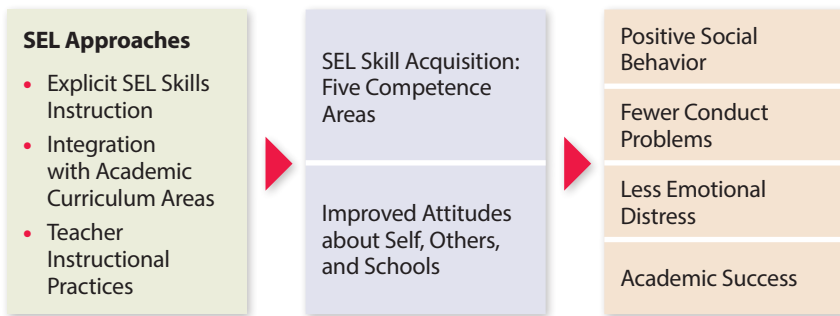 SEL Approaches
• Explicit SEL Skills
Instruction
• Integration
with Academic
Curriculum Areas
• Teacher
Instructional
Practices
SEL Skill Acquisition:
Five Competence
Areas
Improved Attitudes
about Self, Others,
and Schools
Positive Social
Behavior
Fewer Conduct
Problems
Less Emotional
Distress
Academic Success